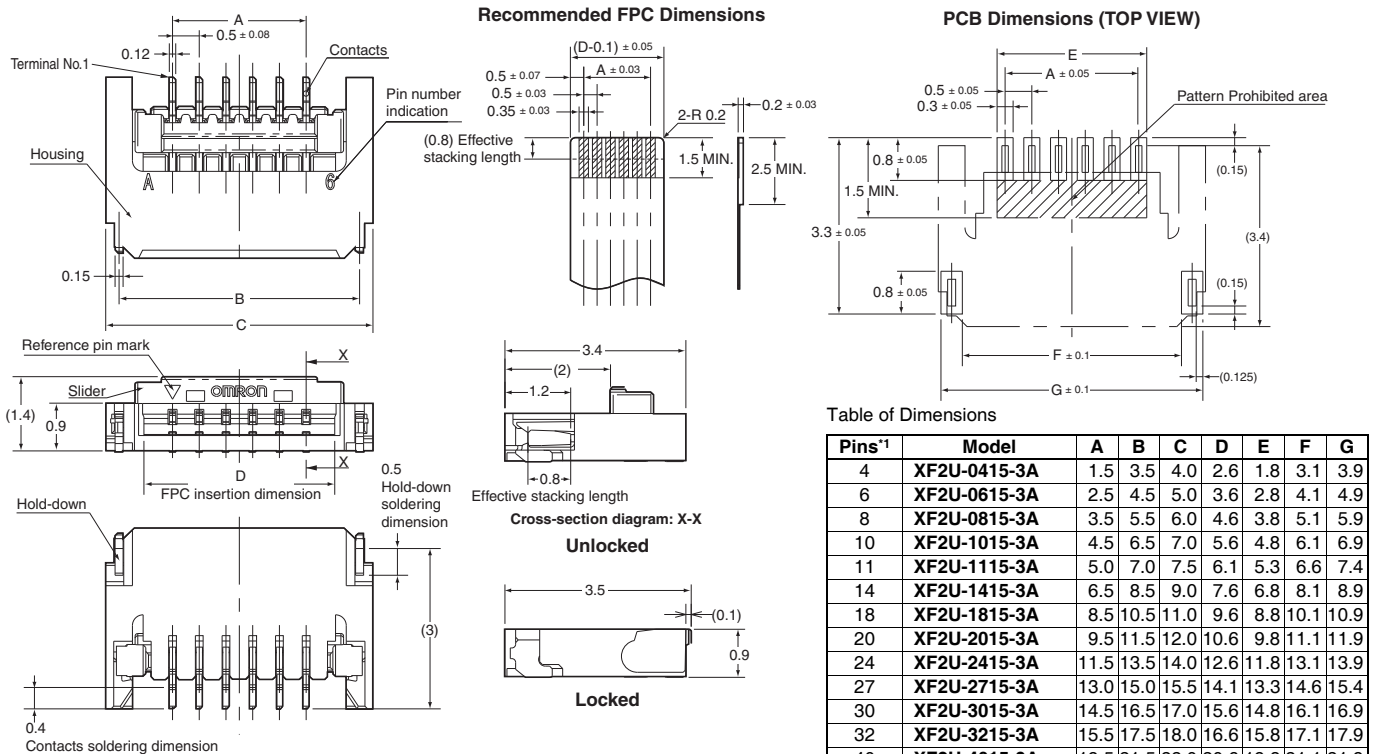 A
0.5 ± 0.08
0.12
Contacts
Terminal No.1
Pin number
indication
Housing
A
6
0.15
B
C
Reference pin mark
X
Slider
OMRON
(1.4)
0.9
X
D
FPC insertion dimension
0.5
Hold-down
soldering
dimension
Hold-down
(3)
0.4
Contacts soldering dimension
Recommended FPC Dimensions
(D-0.1) ± 0.05
0.5 ± 0.07
A ± 0.03
0.5 ± 0.03
0.35 ± 0.03
0.2 ± 0.03
2-R 0.2
(0.8) Effective
stacking length
1.5 MIN.
2.5 MIN.
3.4
(2)
1.2
0.8
Effective stacking length
Cross-section diagram: X-X
Unlocked
3.5
(0.1)
0.9
Locked
PCB Dimensions (TOP VIEW)
E
A ± 0.05
0.5 ± 0.05
0.3 ± 0.05
Pattern Prohibited area
0.8 ± 0.05
(0.15)
1.5 MIN.
3.3 ± 0.05
(3.4)
0.8 ± 0.05
(0.15)
F ± 0.1
(0.125)
G ± 0.1
Table of Dimensions
Pins*1 Model A B C D E F G
4 XF2U-0415-3A 1.5 3.5 4.0 2.6 1.8 3.1 3.9
6 XF2U-0615-3A 2.5 4.5 5.0 3.6 2.8 4.1 4.9
8 XF2U-0815-3A 3.5 5.5 6.0 4.6 3.8 5.1 5.9
10 XF2U-1015-3A 4.5 6.5 7.0 5.6 4.8 6.1 6.9
11 XF2U-1115-3A 5.0 7.0 7.5 6.1 5.3 6.6 7.4
14 XF2U-1415-3A 6.5 8.5 9.0 7.6 6.8 8.1 8.9
18 XF2U-1815-3A 8.5 10.5 11.0 9.6 8.8 10.1 10.9
20 XF2U-2015-3A 9.5 11.5 12.0 10.6 9.8 11.1 11.9
24 XF2U-2415-3A 11.5 13.5 14.0 12.6 11.8 13.1 13.9
27 XF2U-2715-3A 13.0 15.0 15.5 14.1 13.3 14.6 15.4
30 XF2U-3015-3A 14.5 16.5 17.0 15.6 14.8 16.1 16.9
32 XF2U-3215-3A 15.5 17.5 18.0 16.6 15.8 17.1 17.9